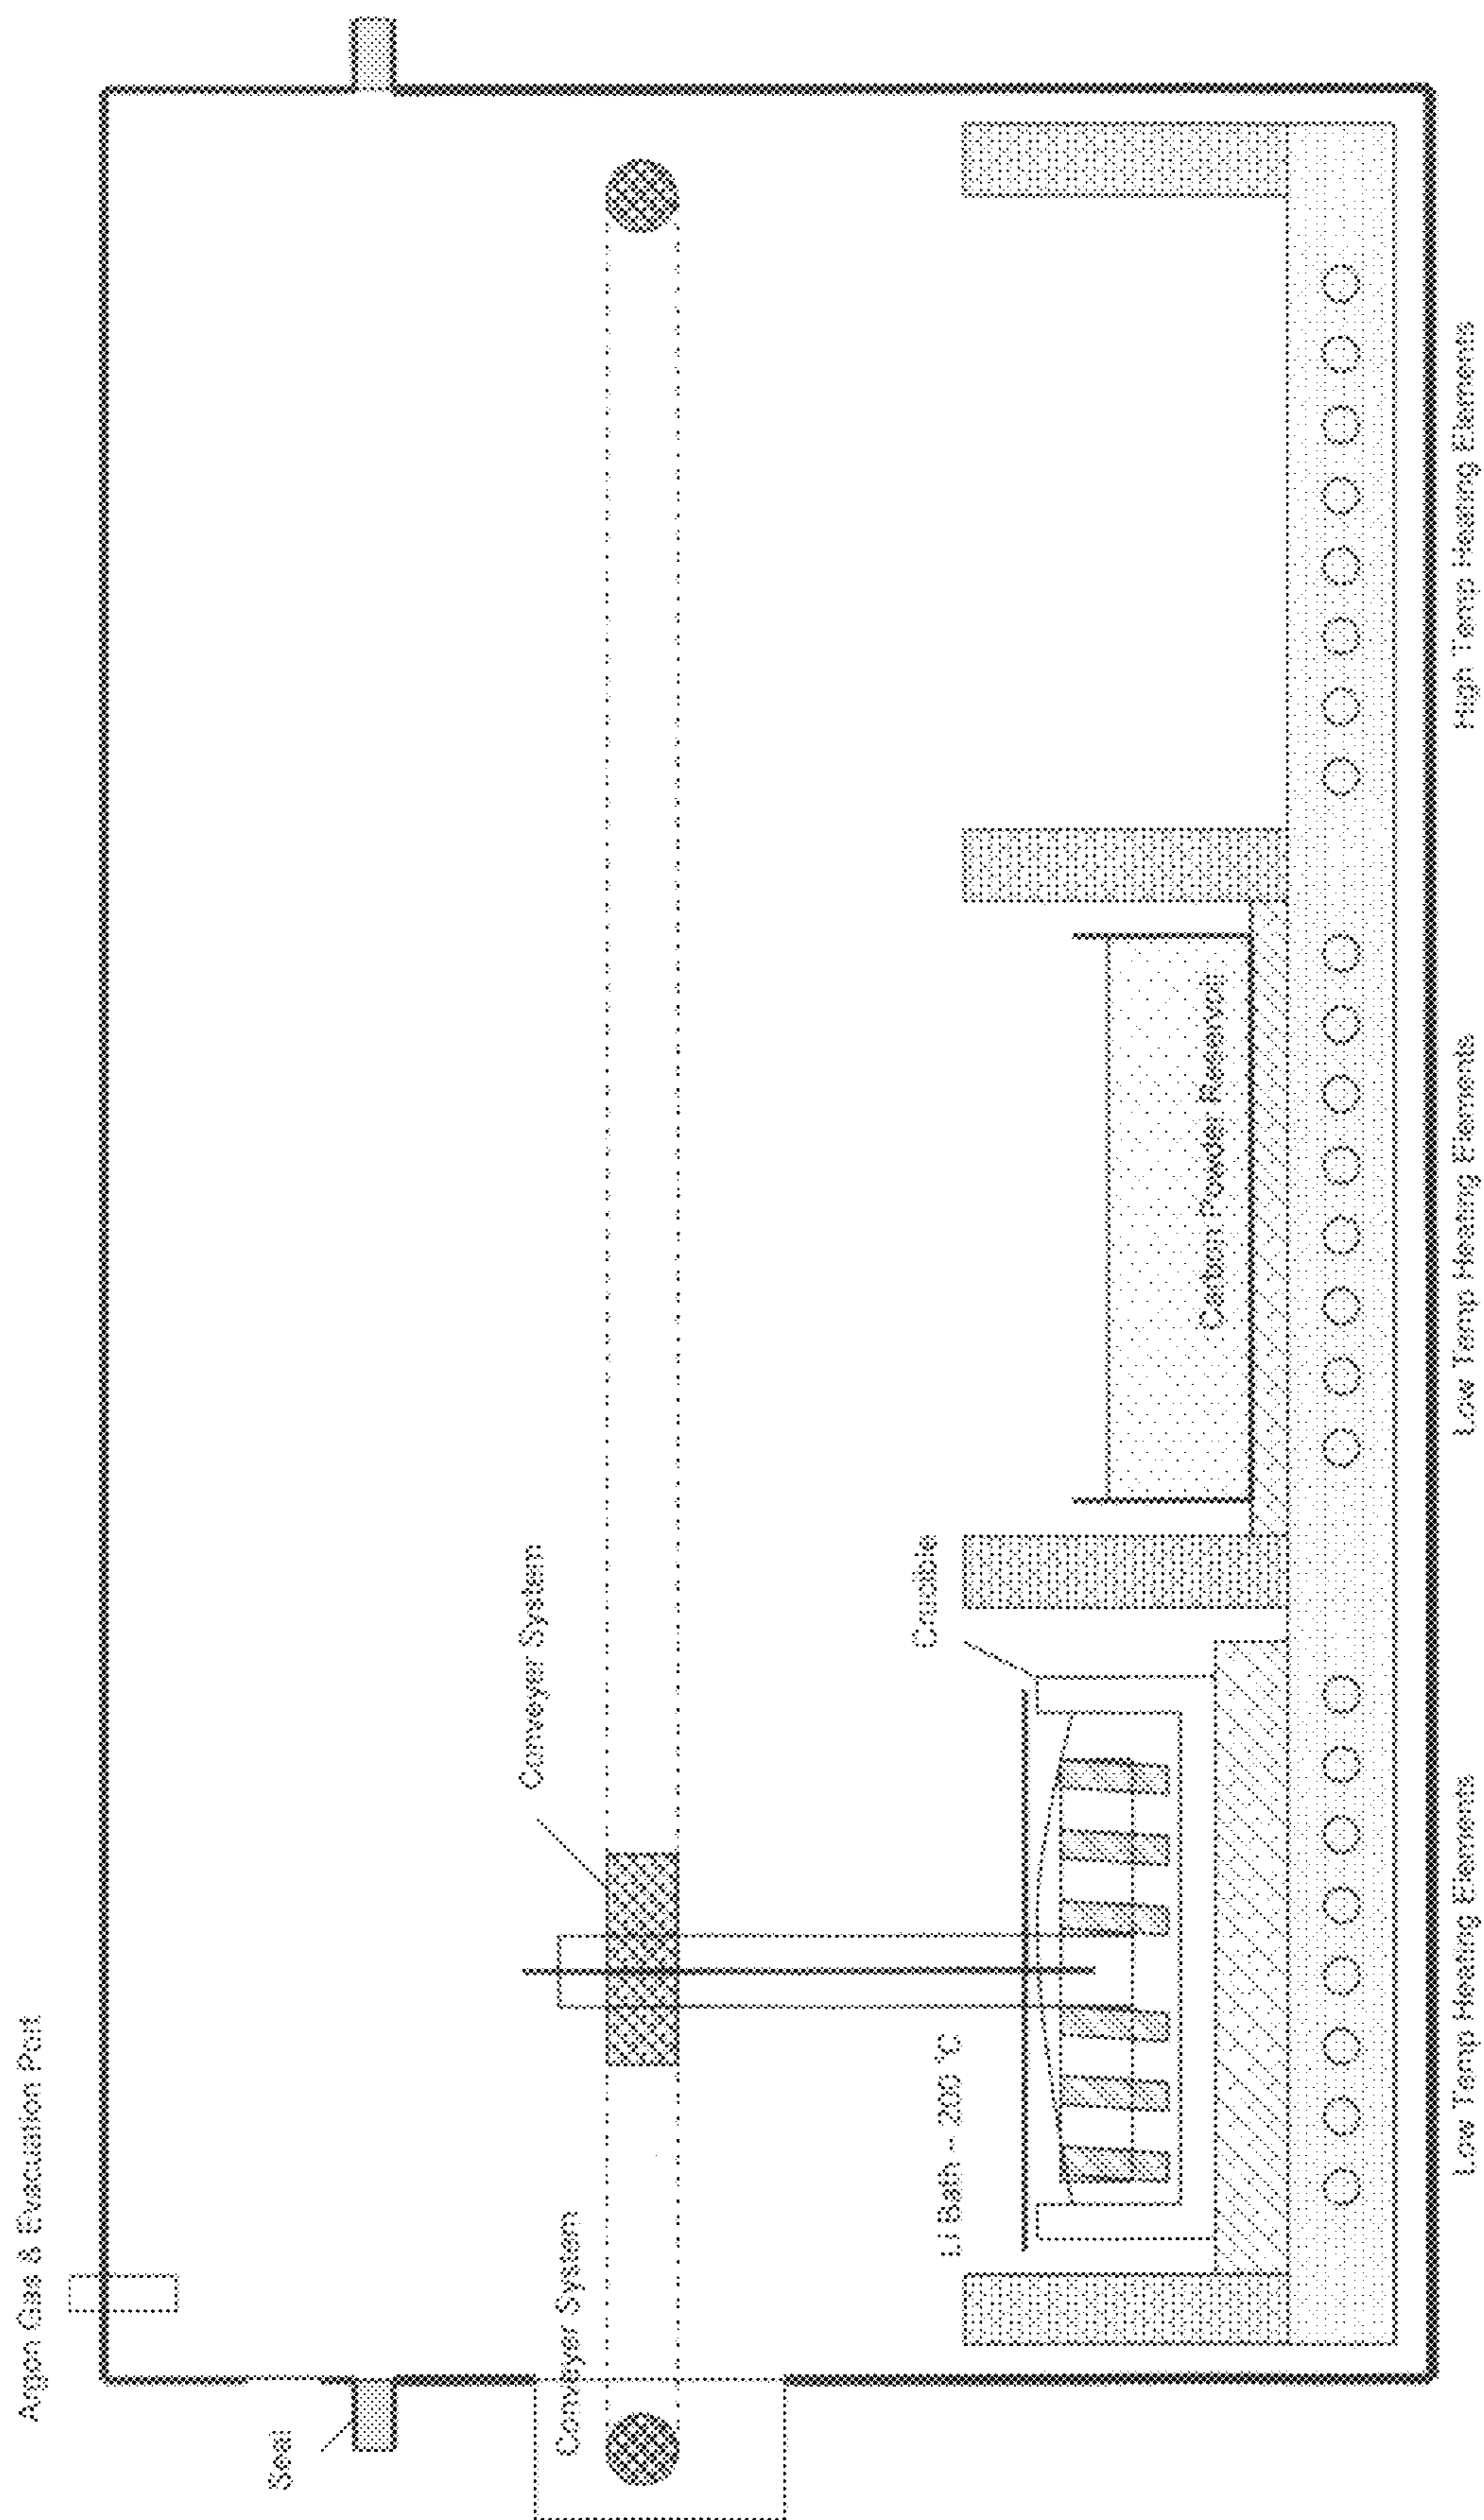 Argon Gas & Evacuation Port
Seal
Conveyer System
Conveyer System
Li Bath ~ 200 °C
Crucible
Carbon Powder Reservoir
Low Temp Heating Elements
Low Temp Heating Elements
High Temp Heating Elements